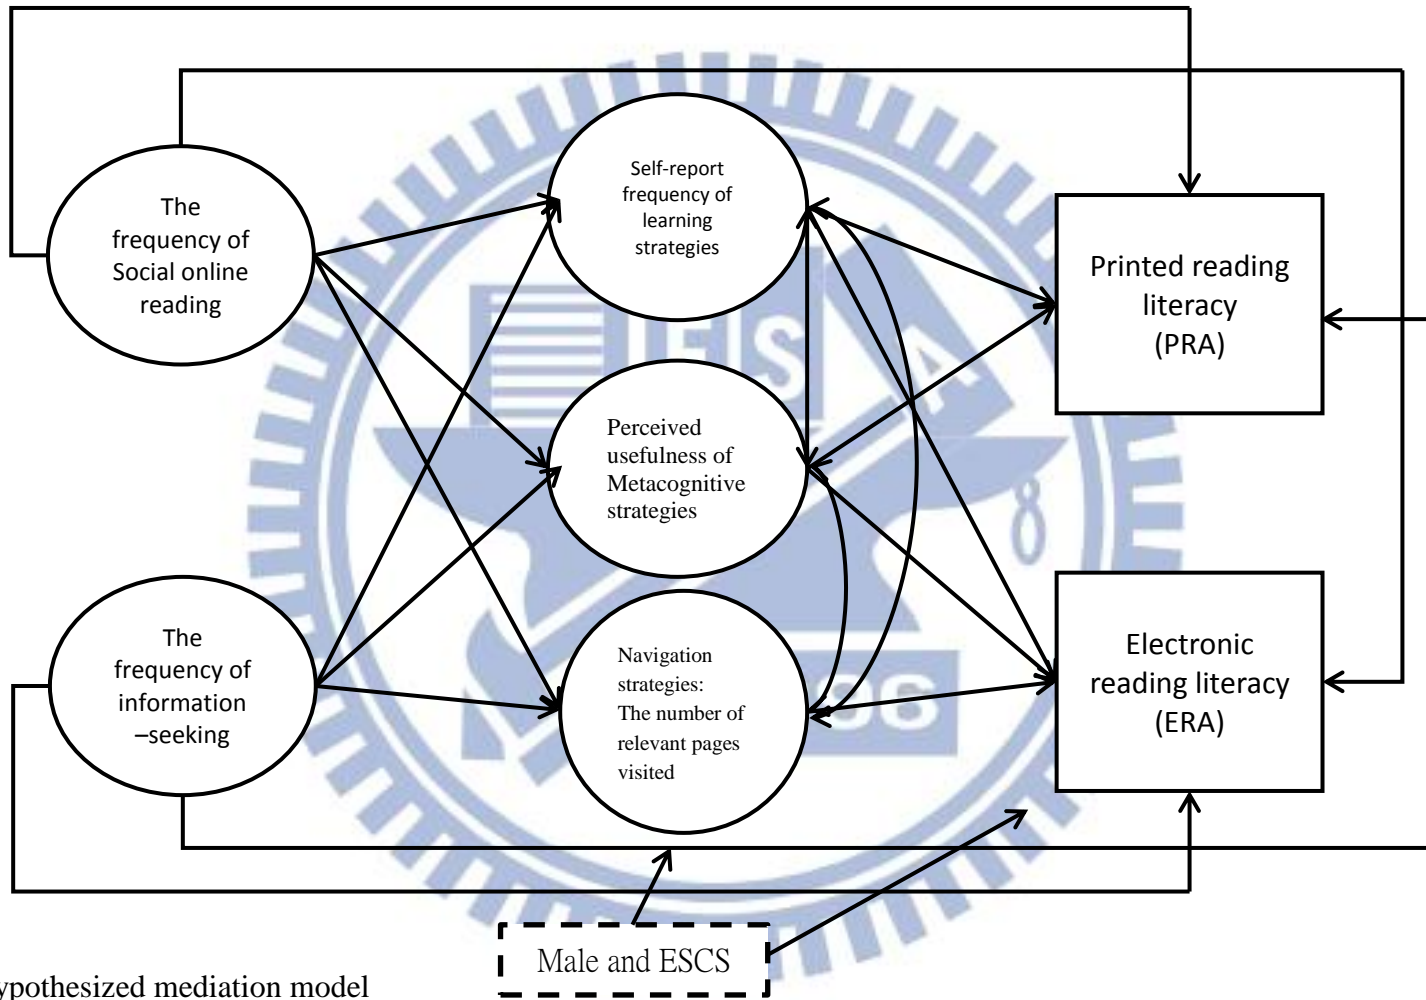 The
frequency of
Social online
reading
Self-report
frequency of
learning
strategies
Printed reading
literacy
(PRA)
Perceived
usefulness of
Metacognitive
strategies
The
frequency of
information
–seeking
Navigation
strategies:
The number of
relevant pages
visited
Electronic
reading literacy
(ERA)
Male and ESCS
ypothesized mediation model